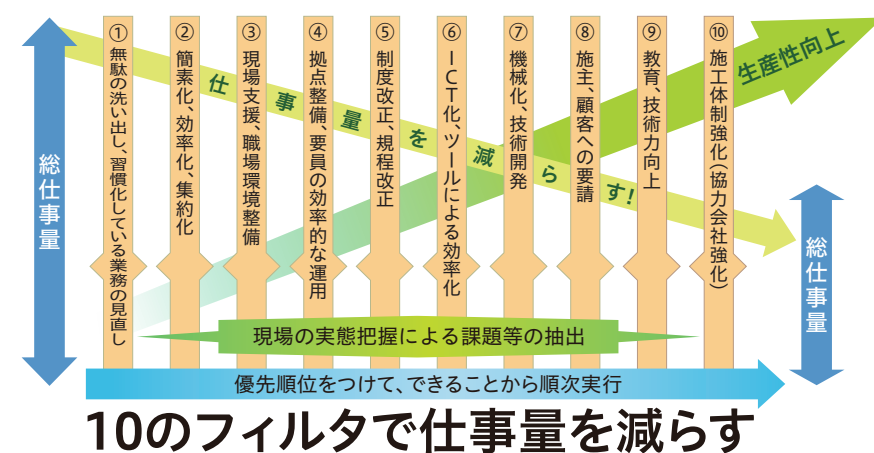 総仕事量
①無駄の洗い出し、習慣化している業務の見直し
②簡素化、効率化、集約化
③現場支援、職場環境整備
④拠点整備、要員の効率的な運用
⑤制度改正、規程改正
⑥ICT化、ツールによる効率化
⑦機械化、技術開発
⑧施主、顧客への要請
⑨教育、技術力向上
⑩施工体制強化(協力会社強化)
仕事量を減らす!
生産性向上
総仕事量
現場の実態把握による課題等の抽出
優先順位をつけて、できることから順次実行
10のフィルタで仕事量を減らす